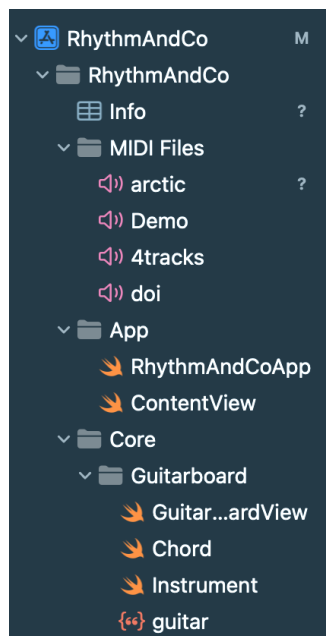 RhythmAndCo M
RhythmAndCo
Info ?
MIDI Files
arctic ?
Demo
4tracks
doi
App
RhythmAndCoApp
ContentView
Core
Guitarboard
Guitar...ardView
Chord
Instrument
guitar